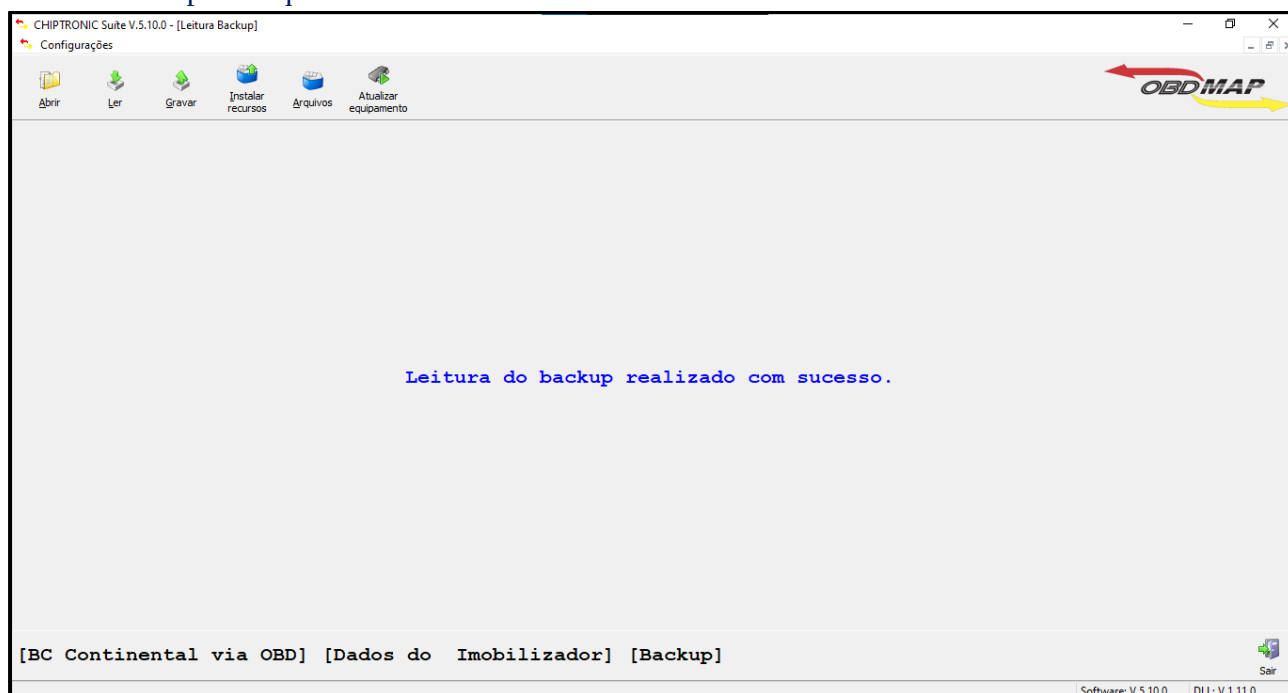 CHIPTRONIC Suíte V.5.10.0 - [Leitura Backup]
Configurações
Abrir
Ler
Gravar
Instalar recursos
Arquivos
Atualizar equipamento
OBDMAP
Leitura do backup realizado com sucesso.
[BC Continental via OBD] [Dados do  Imobilizador] [Backup]
Sair
Software: V 5.10.0 DLL: V 1.11.0